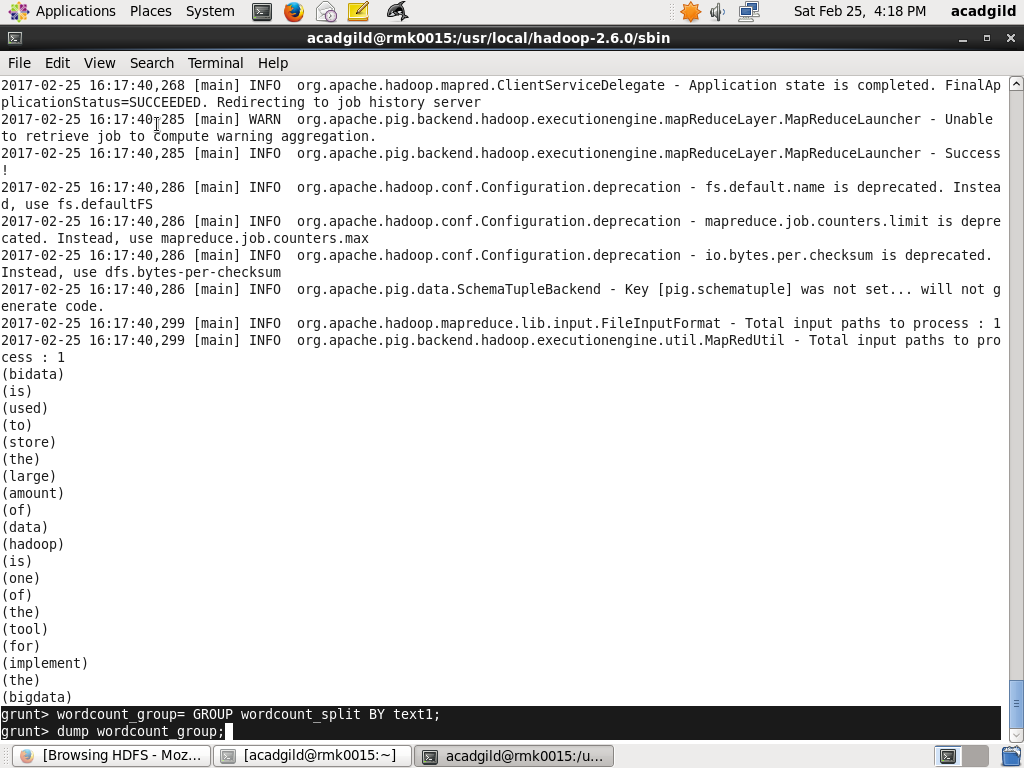 Applications Places System Sat Feb 25, 4:18 PM acadgild
acadgild@rmk0015:/usr/local/hadoop-2.6.0/sbin
File Edit View Search Terminal Help
2017-02-25 16:17:40,268 [main] INFO  org.apache.hadoop.mapred.ClientServiceDelegate - Application state is completed. FinalAp
plicationStatus=SUCCEEDED. Redirecting to job history server
2017-02-25 16:17:40,285 [main] WARN  org.apache.pig.backend.hadoop.executionengine.mapReduceLayer.MapReduceLauncher - Unable
to retrieve job to compute warning aggregation.
2017-02-25 16:17:40,285 [main] INFO  org.apache.pig.backend.hadoop.executionengine.mapReduceLayer.MapReduceLauncher - Success
!
2017-02-25 16:17:40,286 [main] INFO  org.apache.hadoop.conf.Configuration.deprecation - fs.default.name is deprecated. Instea
d, use fs.defaultFS
2017-02-25 16:17:40,286 [main] INFO  org.apache.hadoop.conf.Configuration.deprecation - mapreduce.job.counters.limit is depre
cated. Instead, use mapreduce.job.counters.max
2017-02-25 16:17:40,286 [main] INFO  org.apache.hadoop.conf.Configuration.deprecation - io.bytes.per.checksum is deprecated.
Instead, use dfs.bytes-per-checksum
2017-02-25 16:17:40,286 [main] INFO  org.apache.pig.data.SchemaTupleBackend - Key [pig.schematuple] was not set... will not g
enerate code.
2017-02-25 16:17:40,299 [main] INFO  org.apache.hadoop.mapreduce.lib.input.FileInputFormat - Total input paths to process : 1
2017-02-25 16:17:40,299 [main] INFO  org.apache.pig.backend.hadoop.executionengine.util.MapRedUtil - Total input paths to pro
cess : 1
(bidata)
(is)
(used)
(to)
(store)
(the)
(large)
(amount)
(of)
(data)
(hadoop)
(is)
(one)
(of)
(the)
(tool)
(for)
(implement)
(the)
(bigdata)
grunt> wordcount_group= GROUP wordcount_split BY text1;
grunt> dump wordcount_group;
[Browsing HDFS - Moz... [acadgild@rmk0015:~] acadgild@rmk0015:/u...